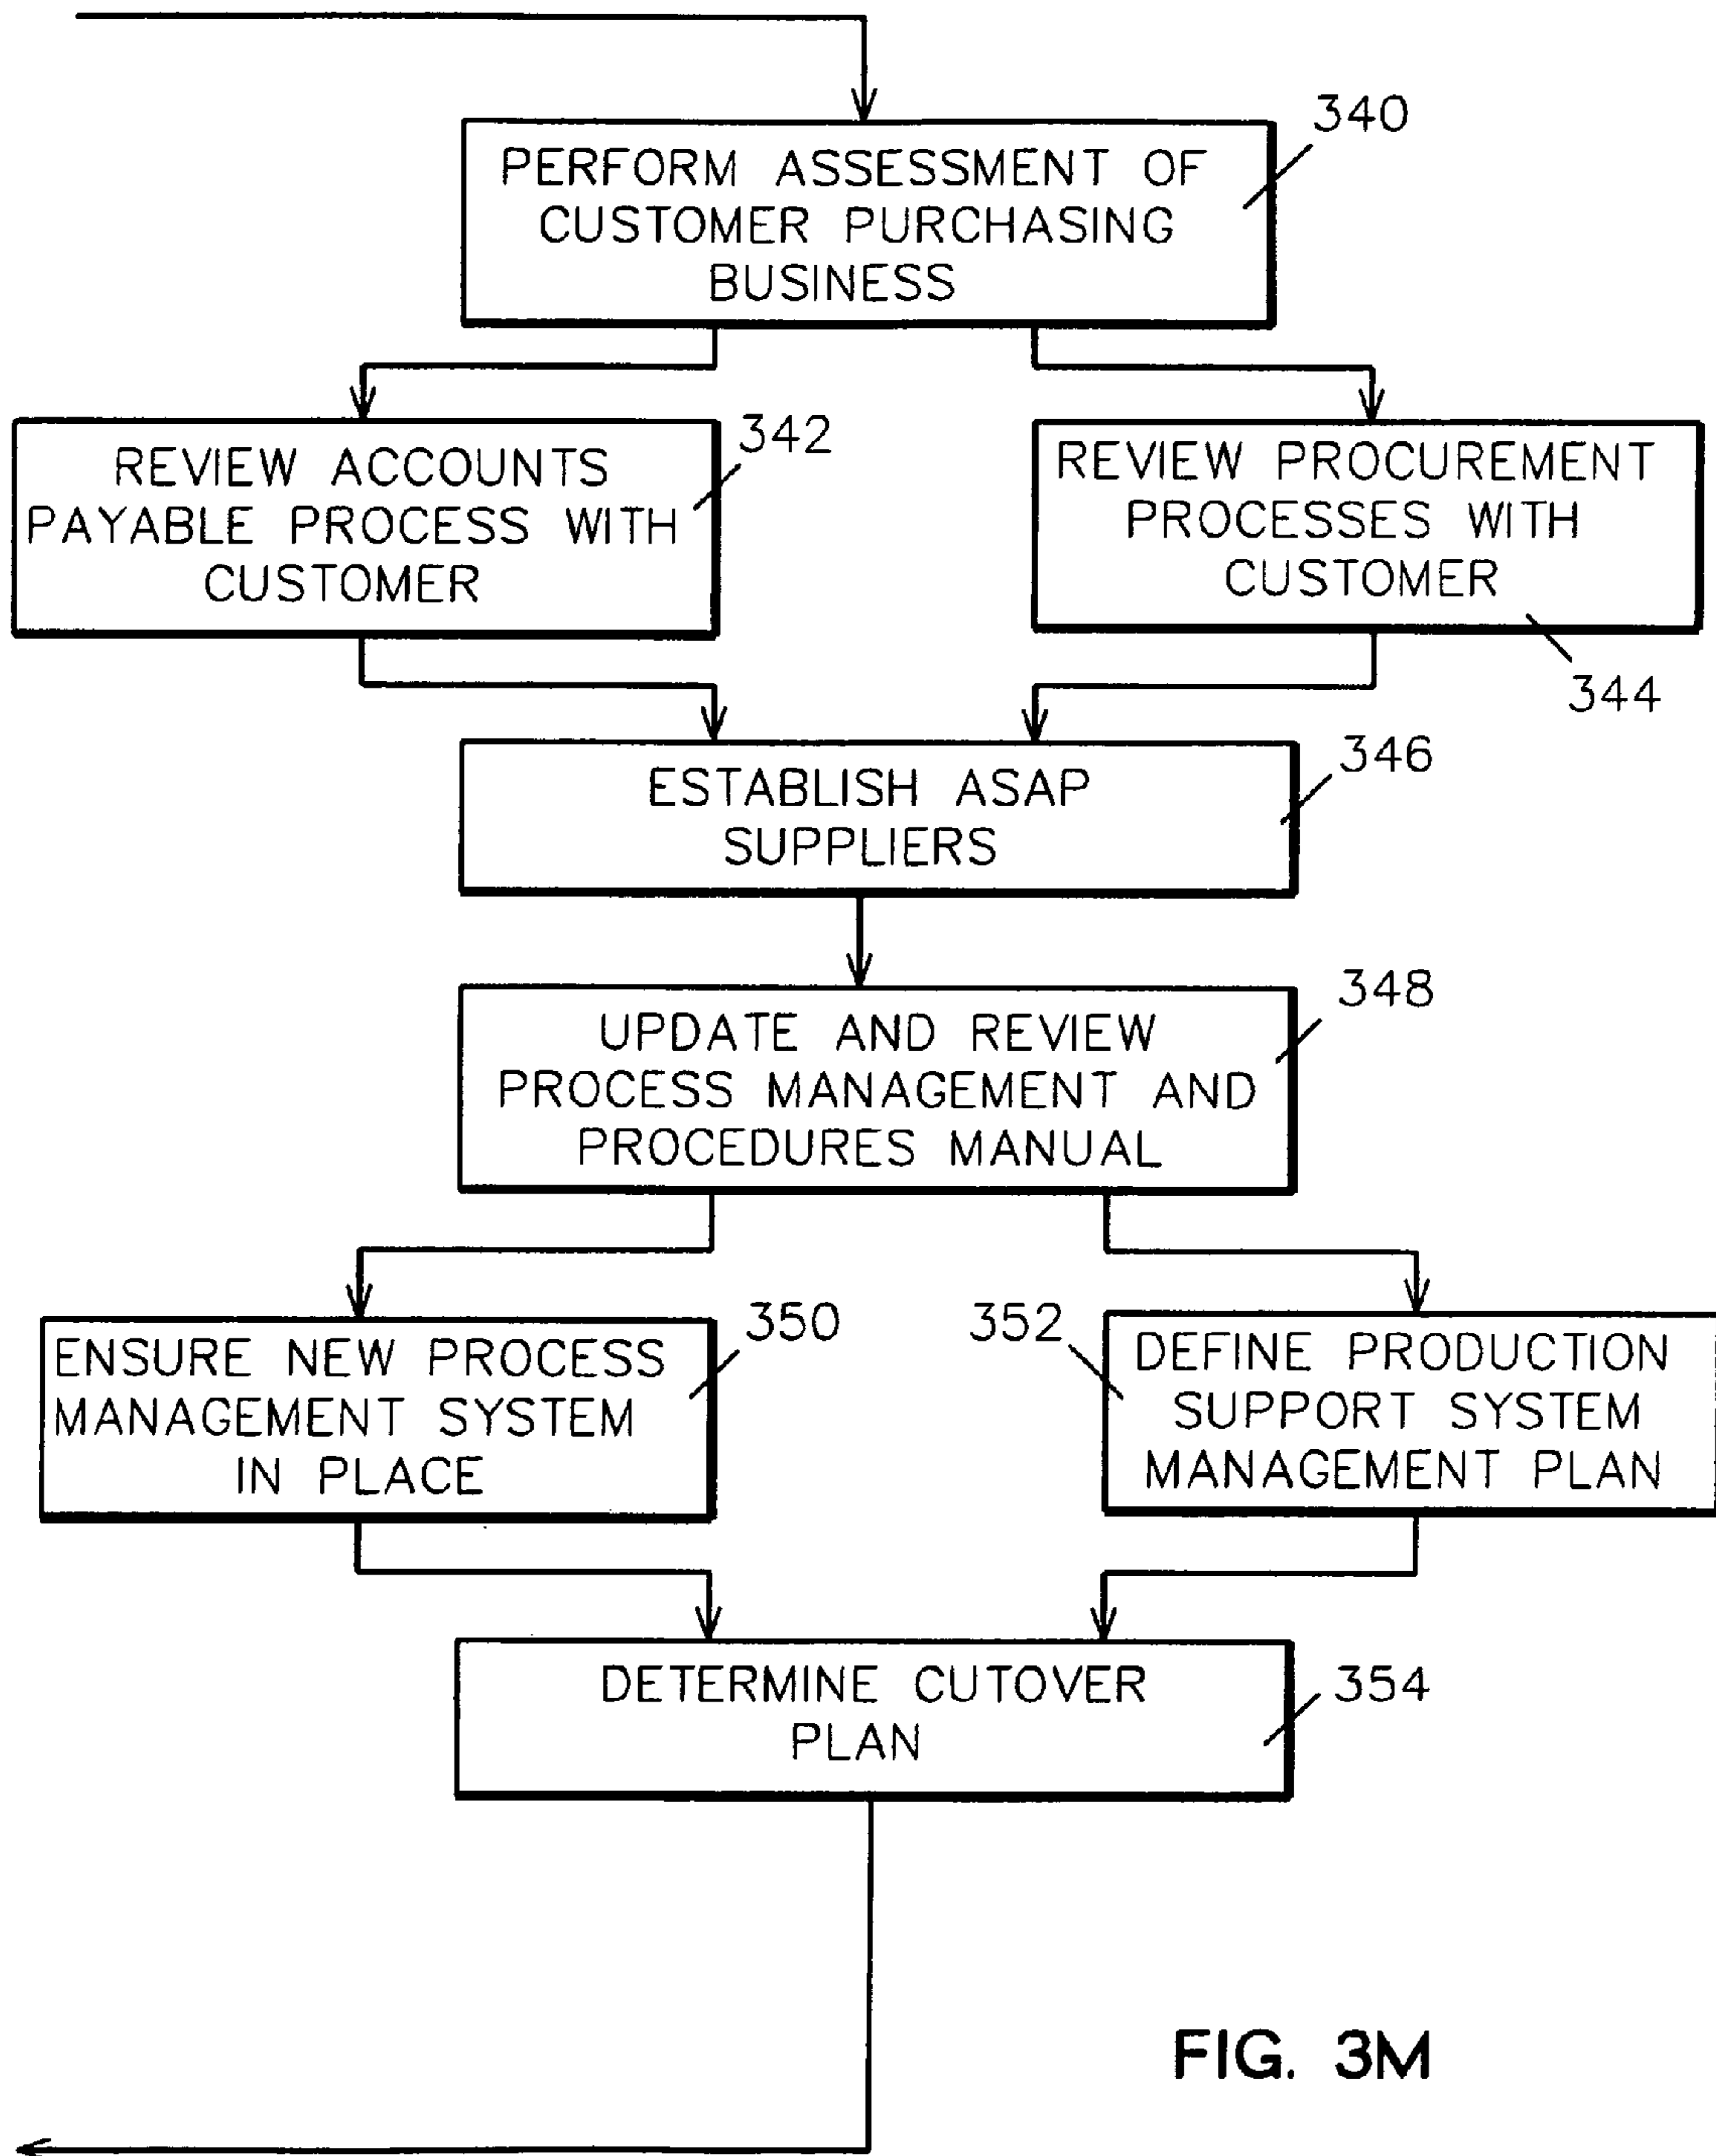 340
PERFORM ASSESSMENT OF
CUSTOMER PURCHASING
BUSINESS
342
REVIEW ACCOUNTS
PAYABLE PROCESS WITH
CUSTOMER
REVIEW PROCUREMENT
PROCESSES WITH
CUSTOMER
344
346
ESTABLISH ASAP
SUPPLIERS
348
UPDATE AND REVIEW
PROCESS MANAGEMENT AND
PROCEDURES MANUAL
350
ENSURE NEW PROCESS
MANAGEMENT SYSTEM
IN PLACE
352
DEFINE PRODUCTION
SUPPORT SYSTEM
MANAGEMENT PLAN
354
DETERMINE CUTOVER
PLAN
FIG. 3M